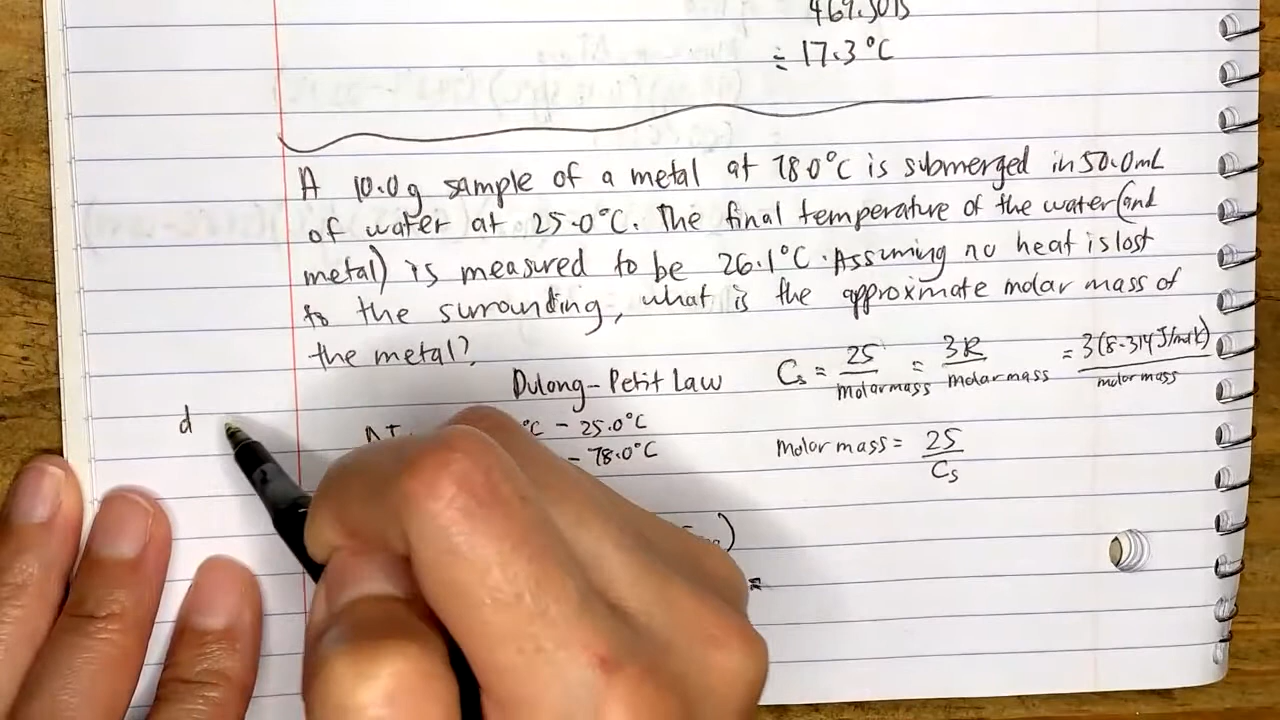 469.5015
≐ 17.3°C
A 10.0g sample of a metal at 78.0°C is submerged in 50.0mL
of water at 25.0°C. The final temperature of the water (and
metal) is measured to be 26.1°C. Assuming no heat is lost
to the surrounding, what is the approximate molar mass of
the metal?
Dulong-Petit Law Cs = 25/molar mass = 3R/molar mass = 3(8.314 J/mol K)/molar mass
d °C - 25.0°C
- 78.0°C molar mass = 25/Cs
)
=